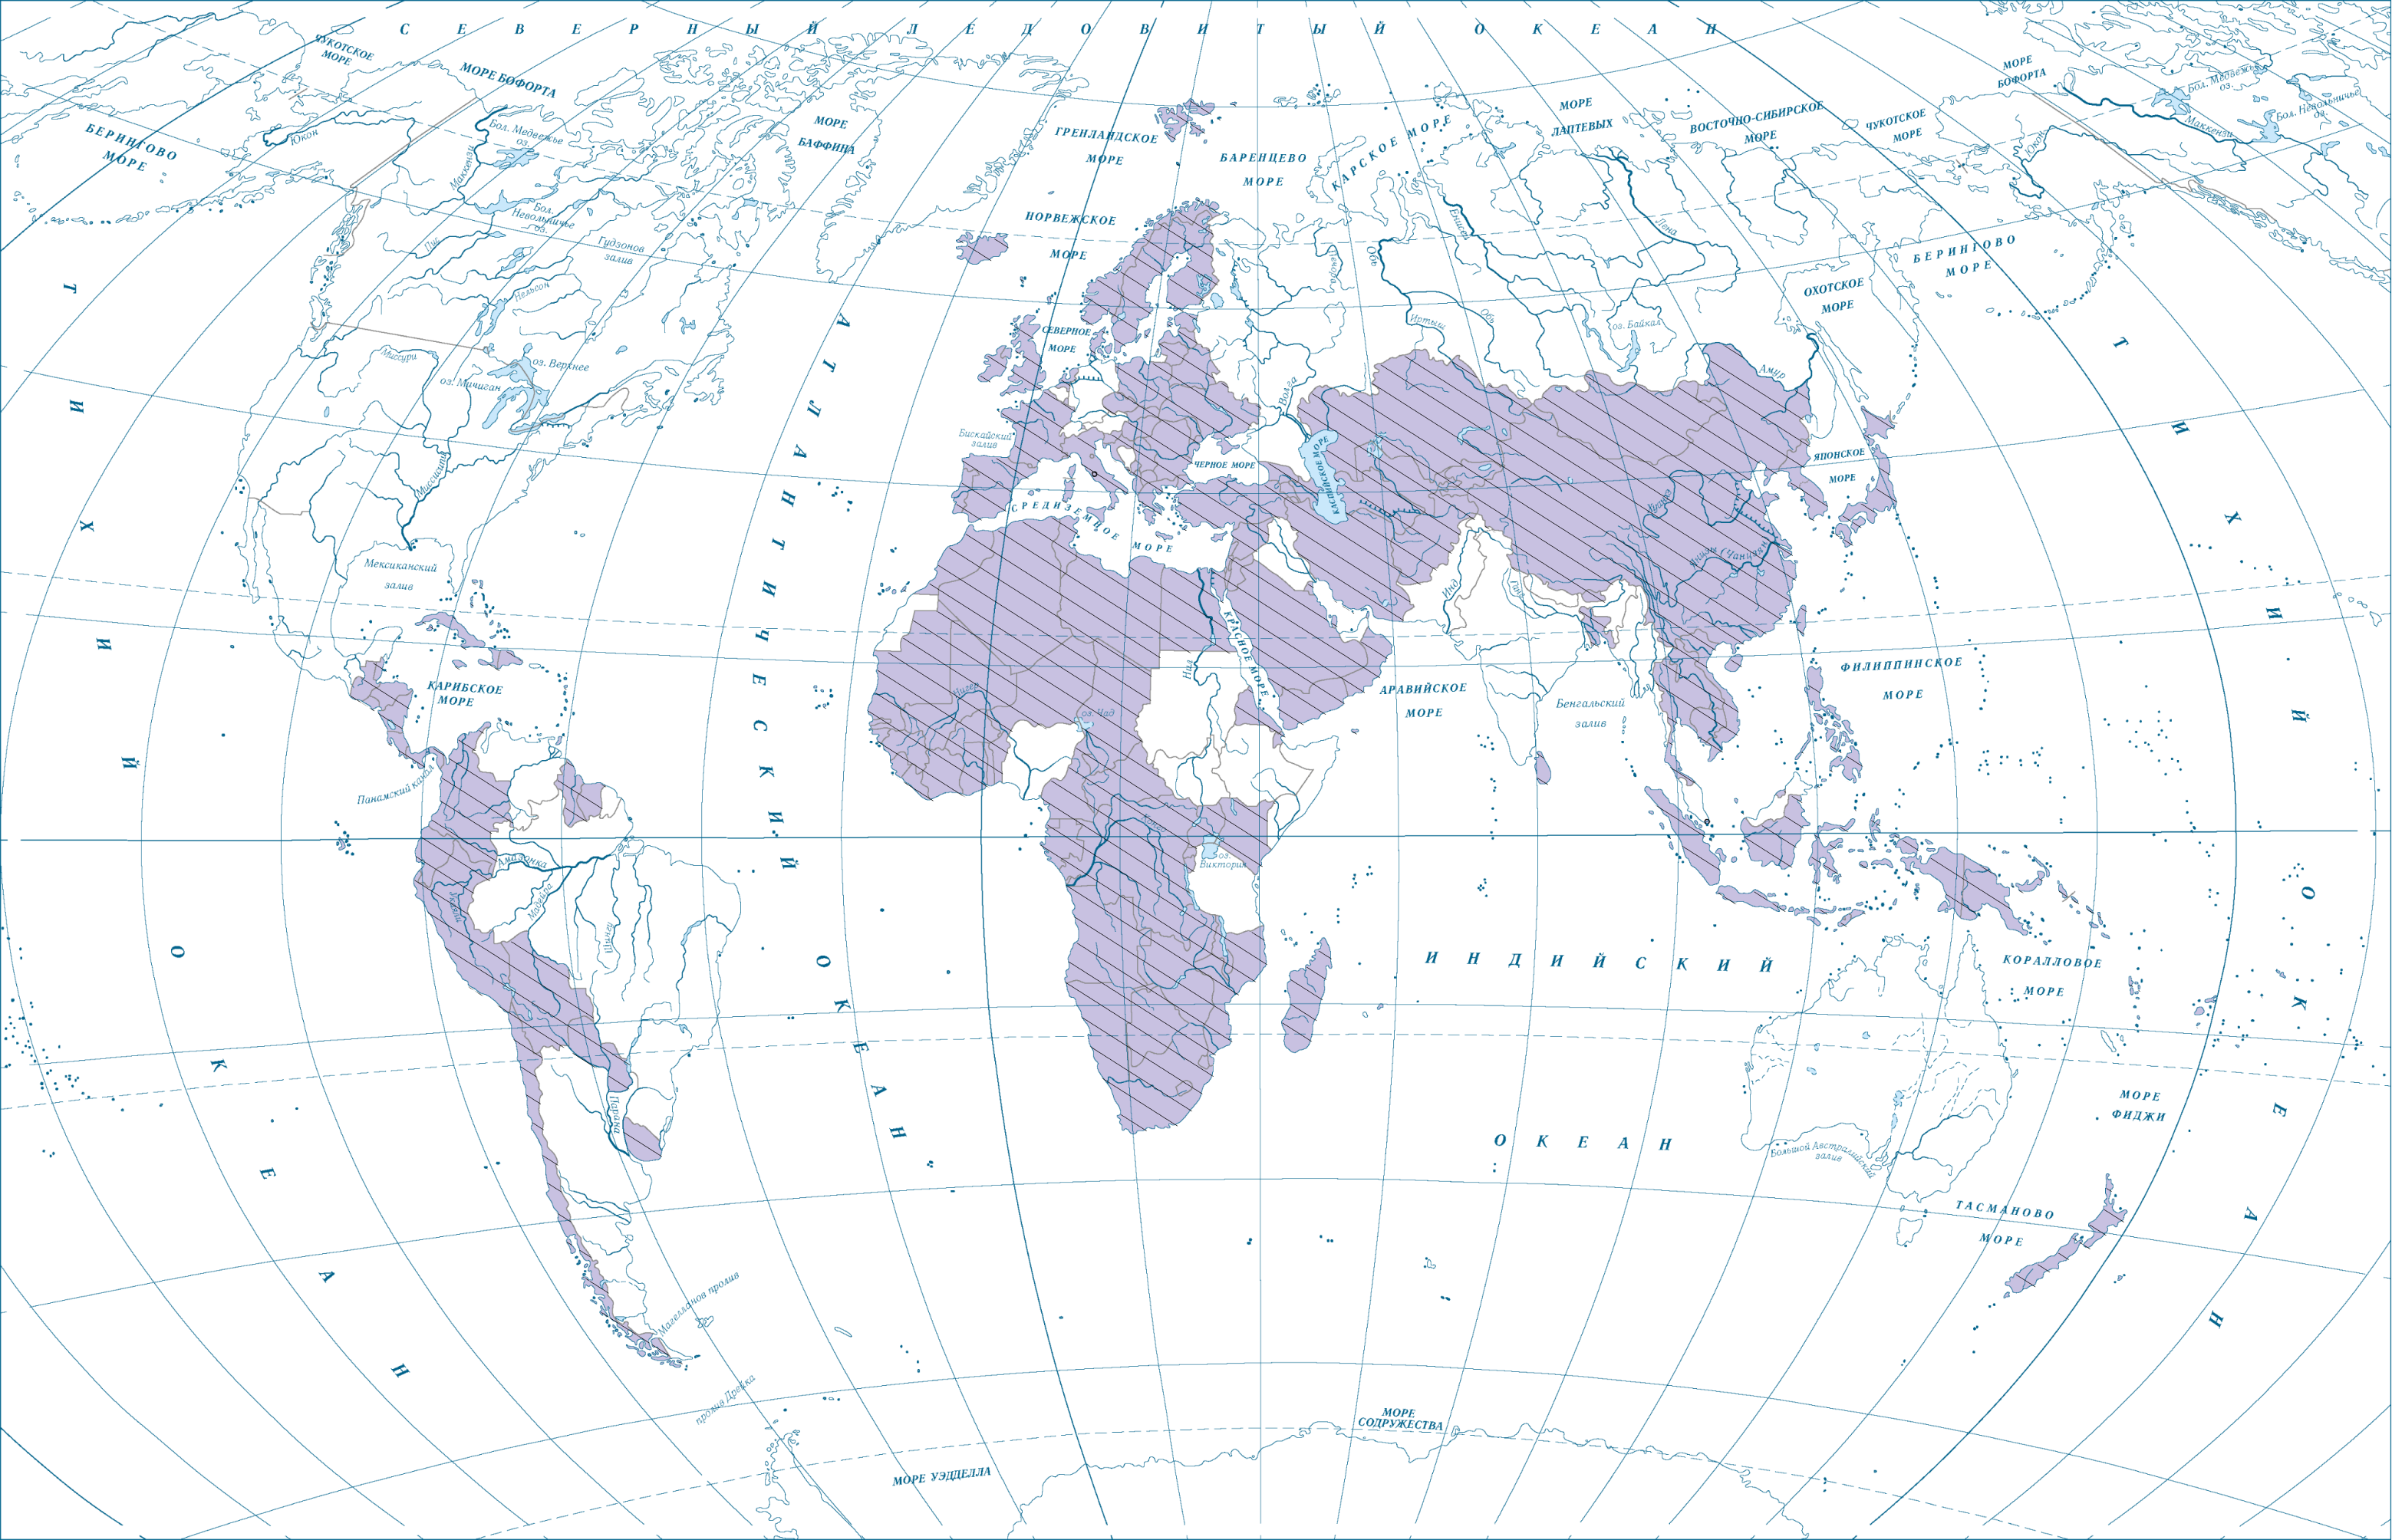 СЕВЕРНЫЙ ЛЕДОВИТЫЙ ОКЕАН
ЧУКОТСКОЕ
МОРЕ
МОРЕ БОФОРТА
БЕРИНГОВО
МОРЕ
Юкон
Маккензи
Бол. Медвежье
оз.
Бол.
Невольничье
оз.
Пис
Гудзонов
залив
Нельсон
МОРЕ
БАФФИНА
ГРЕНЛАНДСКОЕ
МОРЕ
НОРВЕЖСКОЕ
МОРЕ
БАРЕНЦЕВО
МОРЕ
КАРСКОЕ МОРЕ
МОРЕ
ЛАПТЕВЫХ
ВОСТОЧНО-СИБИРСКОЕ
МОРЕ
ЧУКОТСКОЕ
МОРЕ
МОРЕ
БОФОРТА
Бол. Медвежье
оз.
Бол. Невольничье
оз.
Маккензи
Юкон
БЕРИНГОВО
МОРЕ
ОХОТСКОЕ
МОРЕ
Печора
Обь
Енисей
Лена
Иртыш
Обь
оз. Байкал
Амур
Волга
СЕВЕРНОЕ
МОРЕ
Миссури
оз. Верхнее
оз. Мичиган
Миссисипи
Бискайский
залив
ЧЕРНОЕ МОРЕ
КАСПИЙСКОЕ МОРЕ
СРЕДИЗЕМНОЕ МОРЕ
ЯПОНСКОЕ
МОРЕ
Хуанхэ
Янцзы (Чанцзян)
Инд
Ганг
Мексиканский
залив
КАРИБСКОЕ
МОРЕ
Панамский канал
Нил
КРАСНОЕ МОРЕ
Нигер
оз. Чад
АРАВИЙСКОЕ
МОРЕ
Бенгальский
залив
ФИЛИППИНСКОЕ
МОРЕ
ТИХИЙ ОКЕАН
АТЛАНТИЧЕСКИЙ ОКЕАН
ТИХИЙ ОКЕАН
Амазонка
Мадейра
Укаяли
Шингу
Парана
Конго
оз.
Виктория
ИНДИЙСКИЙ
ОКЕАН
КОРАЛЛОВОЕ
МОРЕ
МОРЕ
ФИДЖИ
Большой Австралийский
залив
ТАСМАНОВО
МОРЕ
Магелланов пролив
пролив Дрейка
МОРЕ УЭДДЕЛЛА
МОРЕ
СОДРУЖЕСТВА